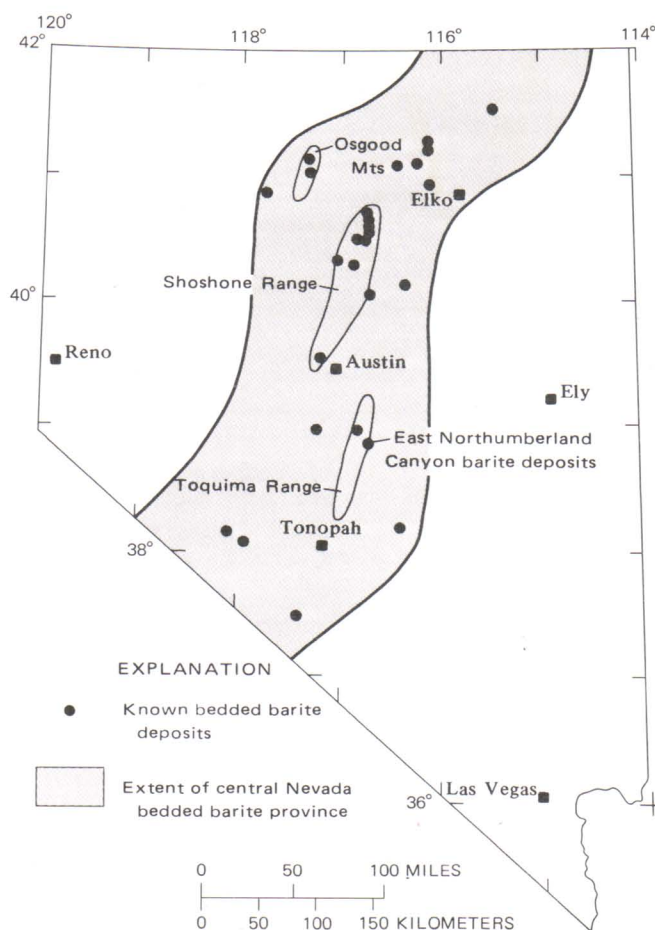 120°
118°
116°
114°
42°
Osgood
Mts
Elko
Shoshone Range
40°
Reno
Austin
Ely
East Northumberland
Canyon barite deposits
Toquima Range
Tonopah
38°
EXPLANATION
Known bedded barite
deposits
Extent of central Nevada
bedded barite province
Las Vegas
36°
0 50 100 MILES
0 50 100 150 KILOMETERS